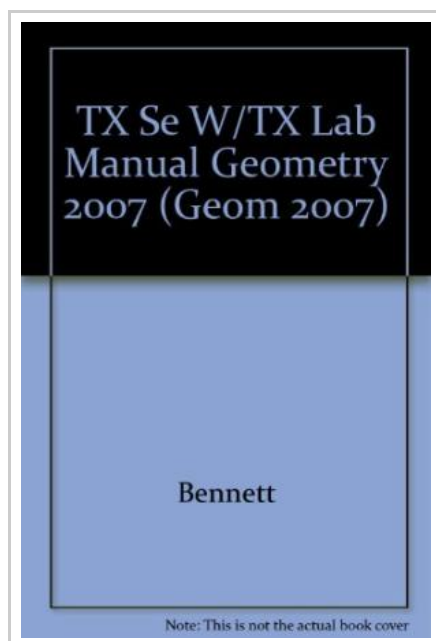 TX Se W/TX Lab
Manual Geometry
2007 (Geom 2007)
Bennett
Note: This is not the actual book cover